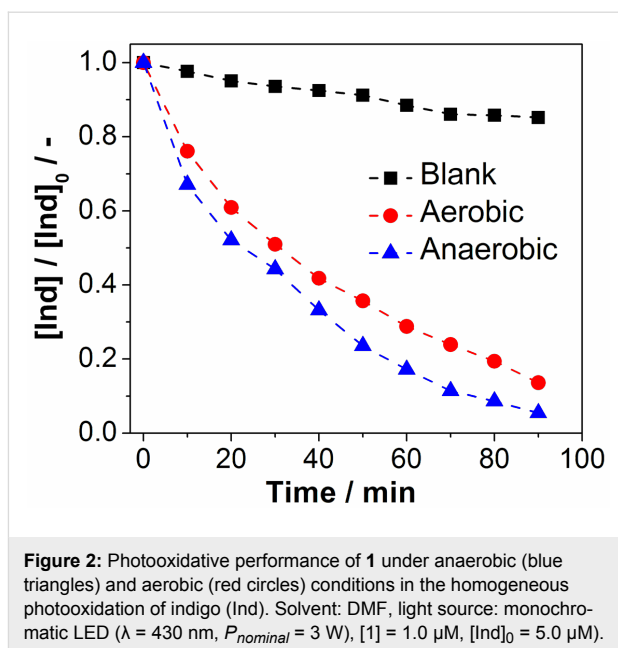 1.0
0.8
0.6
0.4
0.2
0.0
[Ind] / [Ind]₀ / -
Blank
Aerobic
Anaerobic
0 20 40 60 80 100
Time / min
Figure 2: Photooxidative performance of 1 under anaerobic (blue
triangles) and aerobic (red circles) conditions in the homogeneous
photooxidation of indigo (Ind). Solvent: DMF, light source: monochro-
matic LED (λ = 430 nm, Pnominal = 3 W), [1] = 1.0 μM, [Ind]₀ = 5.0 μM).